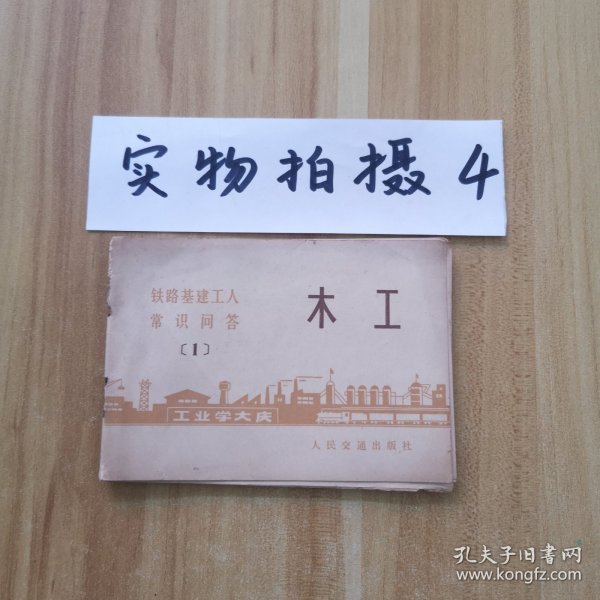 实物拍摄4
铁路基建工人
常识问答
〔1〕
木工
工业学大庆
人民交通出版社
孔夫子旧书网
www.kongfz.com